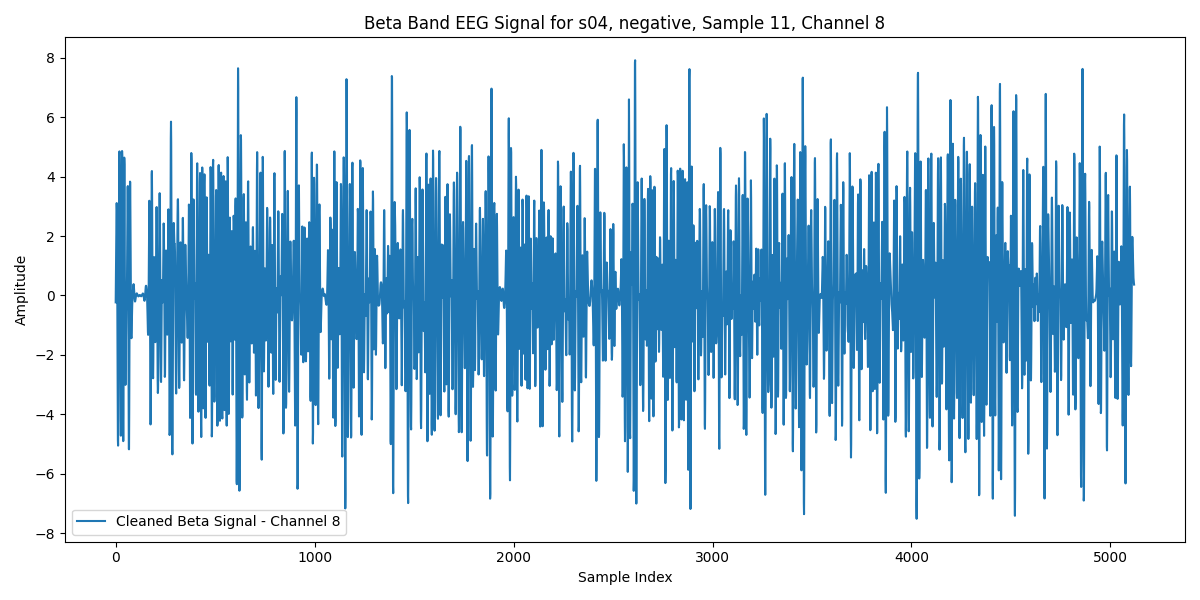 Beta Band EEG Signal for s04, negative, Sample 11, Channel 8
8
6
4
2
0
−2
−4
−6
−8
Amplitude
Cleaned Beta Signal - Channel 8
0 1000 2000 3000 4000 5000
Sample Index